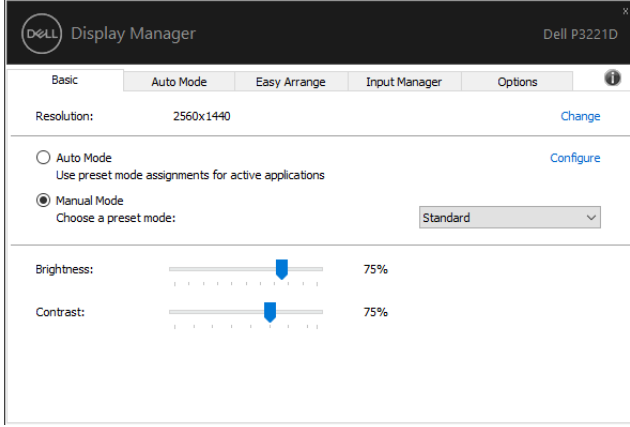 DELL Display Manager
Dell P3221D
Basic Auto Mode Easy Arrange Input Manager Options
Resolution: 2560x1440 Change
Auto Mode Configure
Use preset mode assignments for active applications
Manual Mode
Choose a preset mode: Standard
Brightness: 75%
Contrast: 75%